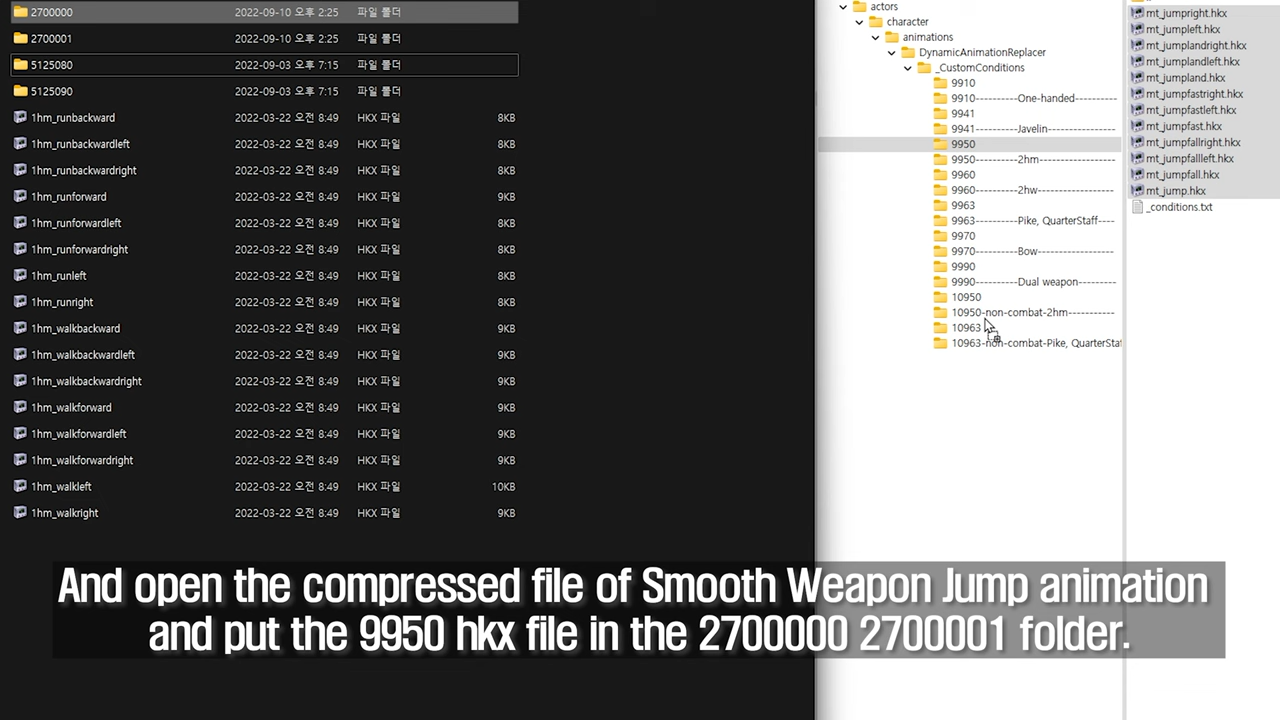 2700000 2022-09-10 오후 2:25 파일 폴더
2700001 2022-09-10 오후 2:25 파일 폴더
5125080 2022-09-03 오후 7:15 파일 폴더
5125090 2022-09-03 오후 7:15 파일 폴더
1hm_runbackward 2022-03-22 오전 8:49 HKX 파일 8KB
1hm_runbackwardleft 2022-03-22 오전 8:49 HKX 파일 8KB
1hm_runbackwardright 2022-03-22 오전 8:49 HKX 파일 8KB
1hm_runforward 2022-03-22 오전 8:49 HKX 파일 9KB
1hm_runforwardleft 2022-03-22 오전 8:49 HKX 파일 8KB
1hm_runforwardright 2022-03-22 오전 8:49 HKX 파일 9KB
1hm_runleft 2022-03-22 오전 8:49 HKX 파일 8KB
1hm_runright 2022-03-22 오전 8:49 HKX 파일 8KB
1hm_walkbackward 2022-03-22 오전 8:49 HKX 파일 9KB
1hm_walkbackwardleft 2022-03-22 오전 8:49 HKX 파일 9KB
1hm_walkbackwardright 2022-03-22 오전 8:49 HKX 파일 9KB
1hm_walkforward 2022-03-22 오전 8:49 HKX 파일 9KB
1hm_walkforwardleft 2022-03-22 오전 8:49 HKX 파일 9KB
1hm_walkforwardright 2022-03-22 오전 8:49 HKX 파일 9KB
1hm_walkleft 2022-03-22 오전 8:49 HKX 파일 10KB
1hm_walkright 2022-03-22 오전 8:49 HKX 파일 9KB
actors
character
animations
DynamicAnimationReplacer
_CustomConditions
9910
9910----------One-handed----------
9941
9941----------Javelin---------------
9950
9950----------2hm------------------
9960
9960----------2hw------------------
9963
9963----------Pike, QuarterStaff----
9970
9970----------Bow------------------
9990
9990----------Dual weapon---------
10950
10950-non-combat-2hm-----------
10963
10963-non-combat-Pike, QuarterStaf
mt_jumpright.hkx
mt_jumpleft.hkx
mt_jumplandright.hkx
mt_jumplandleft.hkx
mt_jumpland.hkx
mt_jumpfastright.hkx
mt_jumpfastleft.hkx
mt_jumpfast.hkx
mt_jumpfallright.hkx
mt_jumpfallleft.hkx
mt_jumpfall.hkx
mt_jump.hkx
_conditions.txt
And open the compressed file of Smooth Weapon Jump animation
and put the 9950 hkx file in the 2700000 2700001 folder.